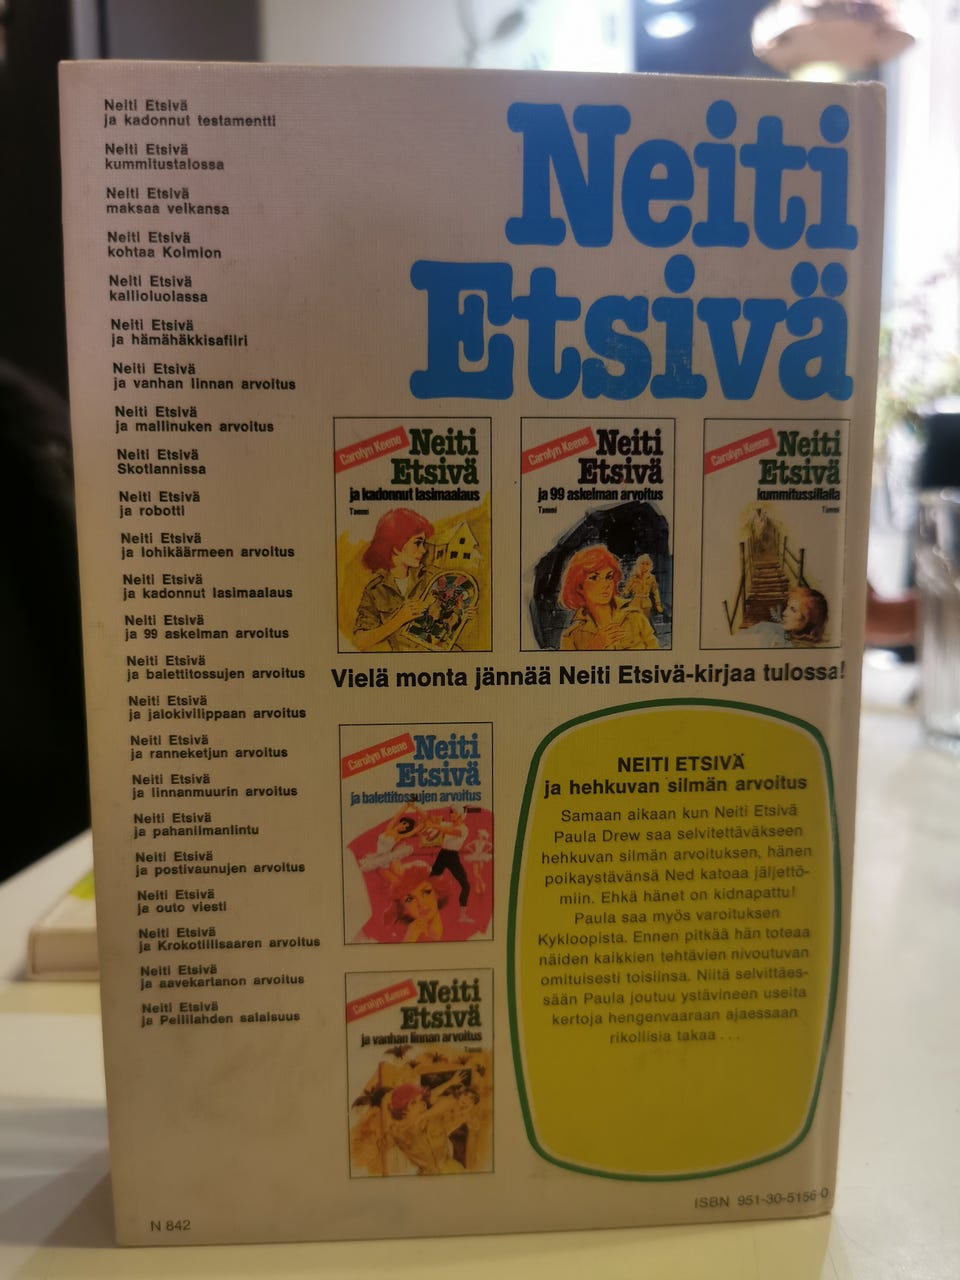 Neiti Etsivä
ja kadonnut testamentti
Neiti Etsivä
kummitustalossa
Neiti Etsivä
maksaa velkansa
Neiti Etsivä
kohtaa Kolmion
Neiti Etsivä
kallioluolassa
Neiti Etsivä
ja hämähäkkisafiiri
Neiti Etsivä
ja vanhan linnan arvoitus
Neiti Etsivä
ja mallinuken arvoitus
Neiti Etsivä
Skotlannissa
Neiti Etsivä
ja robotti
Neiti Etsivä
ja lohikäärmeen arvoitus
Neiti Etsivä
ja kadonnut lasimaalaus
Neiti Etsivä
ja 99 askelman arvoitus
Neiti Etsivä
ja balettitossujen arvoitus
Neiti Etsivä
ja jalokivilippaan arvoitus
Neiti Etsivä
ja ranneketjun arvoitus
Neiti Etsivä
ja linnanmuurin arvoitus
Neiti Etsivä
ja pahanilmanlintu
Neiti Etsivä
ja postivaunujen arvoitus
Neiti Etsivä
ja outo viesti
Neiti Etsivä
ja Krokotiilisaaren arvoitus
Neiti Etsivä
ja aavekartanon arvoitus
Neiti Etsivä
ja Peililahden salaisuus
N 842
Neiti
Etsivä
Carolyn Keene
Neiti
Etsivä
ja kadonnut lasimaalaus
Tammi
Carolyn Keene
Neiti
Etsivä
ja 99 askelman arvoitus
Tammi
Carolyn Keene
Neiti
Etsivä
kummitussillalla
Tammi
Vielä monta jännää Neiti Etsivä-kirjaa tulossa!
Carolyn Keene
Neiti
Etsivä
ja balettitossujen arvoitus
Tammi
Carolyn Keene
Neiti
Etsivä
ja vanhan linnan arvoitus
Tammi
NEITI ETSIVÄ
ja hehkuvan silmän arvoitus
Samaan aikaan kun Neiti Etsivä
Paula Drew saa selvitettäväkseen
hehkuvan silmän arvoituksen, hänen
poikaystävänsä Ned katoaa jäljettö-
miin. Ehkä hänet on kidnapattu!
Paula saa myös varoituksen
Kykloopista. Ennen pitkää hän toteaa
näiden kaikkien tehtävien nivoutuvan
omituisesti toisiinsa. Niitä selvittäes-
sään Paula joutuu ystävineen useita
kertoja hengenvaaraan ajaessaan
rikollisia takaa . . .
ISBN 951-30-5156-0